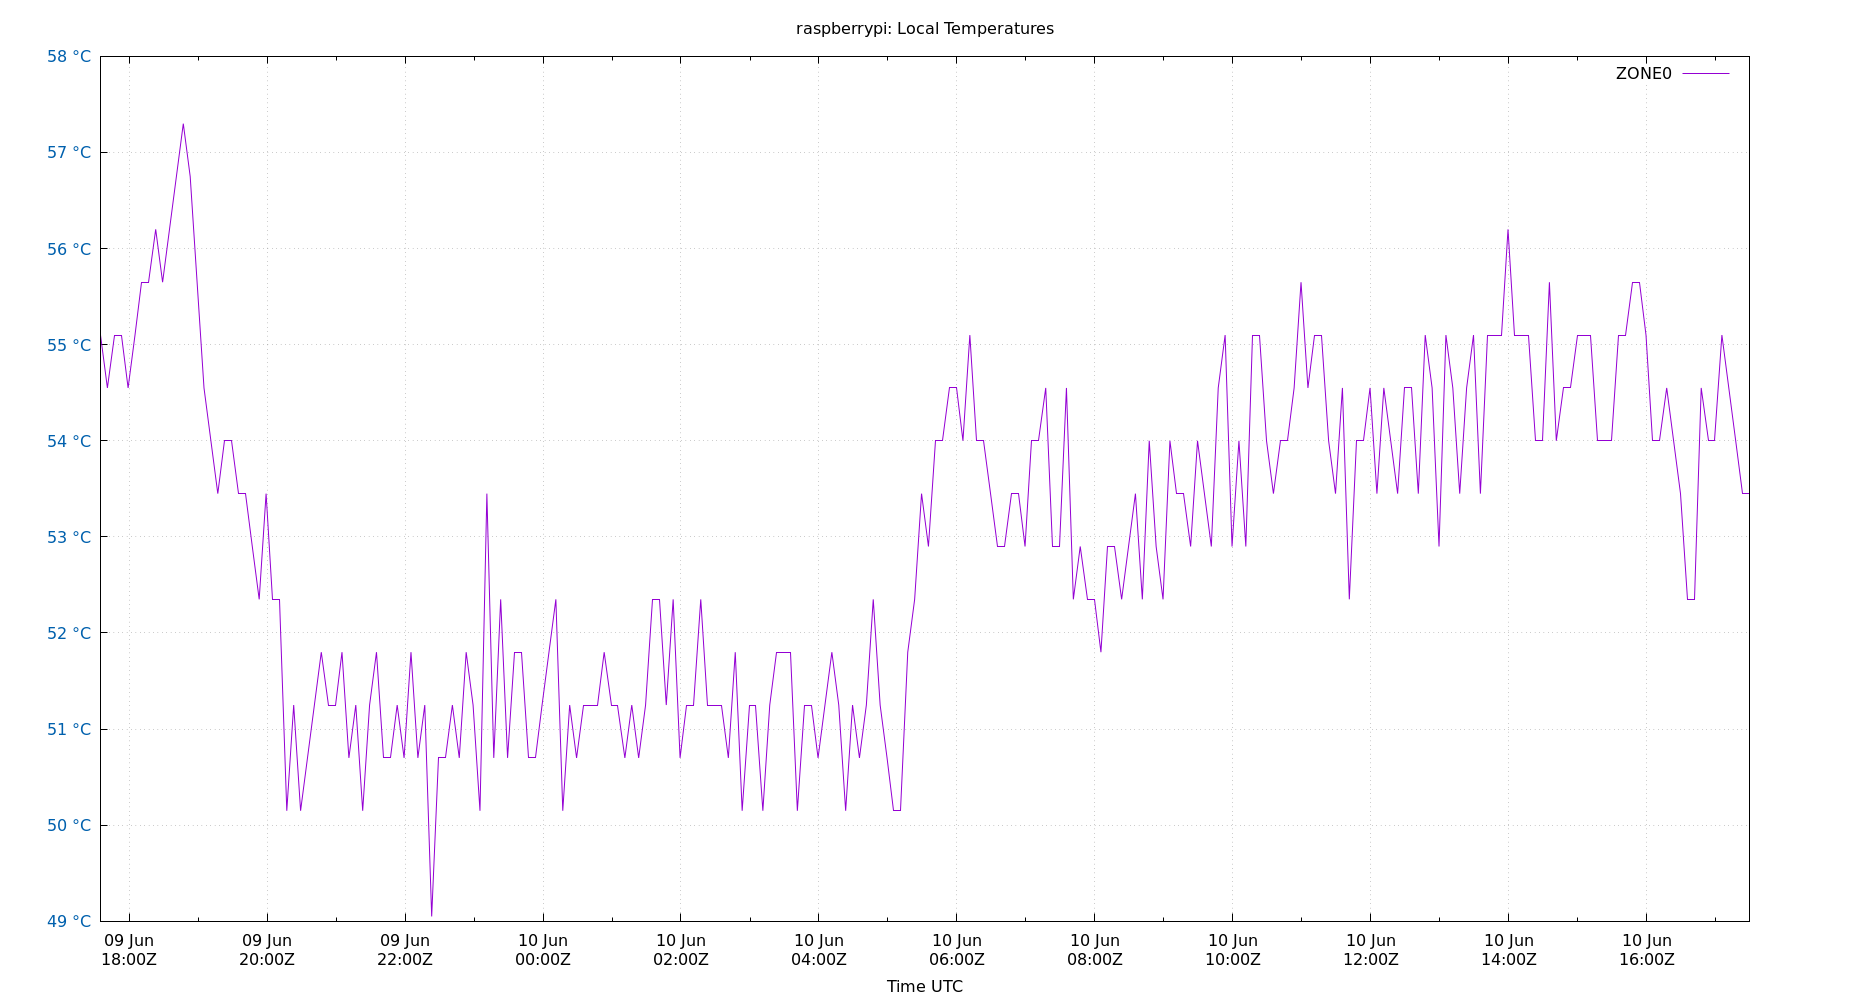 raspberrypi: Local Temperatures
58 °C
57 °C
56 °C
55 °C
54 °C
53 °C
52 °C
51 °C
50 °C
49 °C
ZONE0
09 Jun
18:00Z
09 Jun
20:00Z
09 Jun
22:00Z
10 Jun
00:00Z
10 Jun
02:00Z
10 Jun
04:00Z
10 Jun
06:00Z
10 Jun
08:00Z
10 Jun
10:00Z
10 Jun
12:00Z
10 Jun
14:00Z
10 Jun
16:00Z
Time UTC